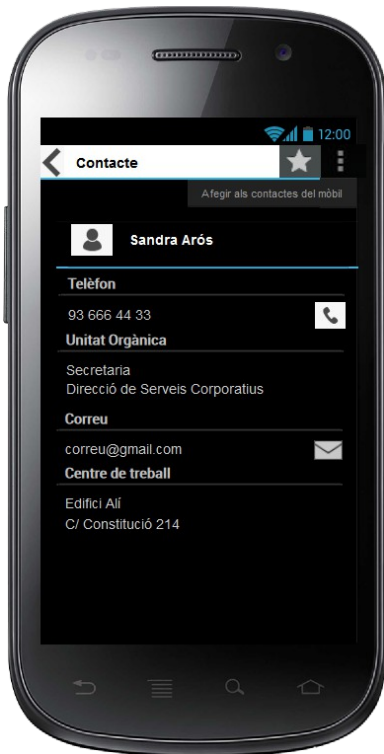 12:00
Contacte
Afegir als contactes del mòbil
Sandra Arós
Telèfon
93 666 44 33
Unitat Orgànica
Secretaria
Direcció de Serveis Corporatius
Correu
correu@gmail.com
Centre de treball
Edifici Alí
C/ Constitució 214